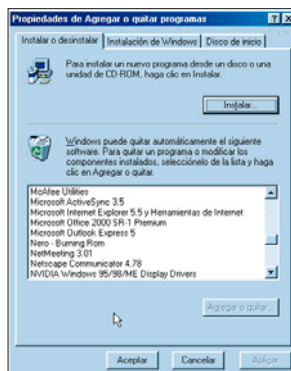 Propiedades de Agregar o quitar programas
Instalar o desinstalar
Instalación de Windows
Disco de inicio
Para instalar un nuevo programa desde un disco o una
unidad de CD-ROM, haga clic en Instalar.
Instalar...
Windows puede quitar automáticamente el siguiente
software. Para quitar un programa o modificar los
componentes instalados, selecciónelo de la lista y haga
clic en Agregar o quitar.
McAfee Utilities
Microsoft ActiveSync 3.5
Microsoft Internet Explorer 5.5 y Herramientas de Internet
Microsoft Office 2000 SR-1 Premium
Microsoft Outlook Express 5
Nero - Burning Rom
NetMeeting 3.01
Netscape Communicator 4.78
NVIDIA Windows 95/98/ME Display Drivers
Agregar o quitar...
Aceptar
Cancelar
Aplicar